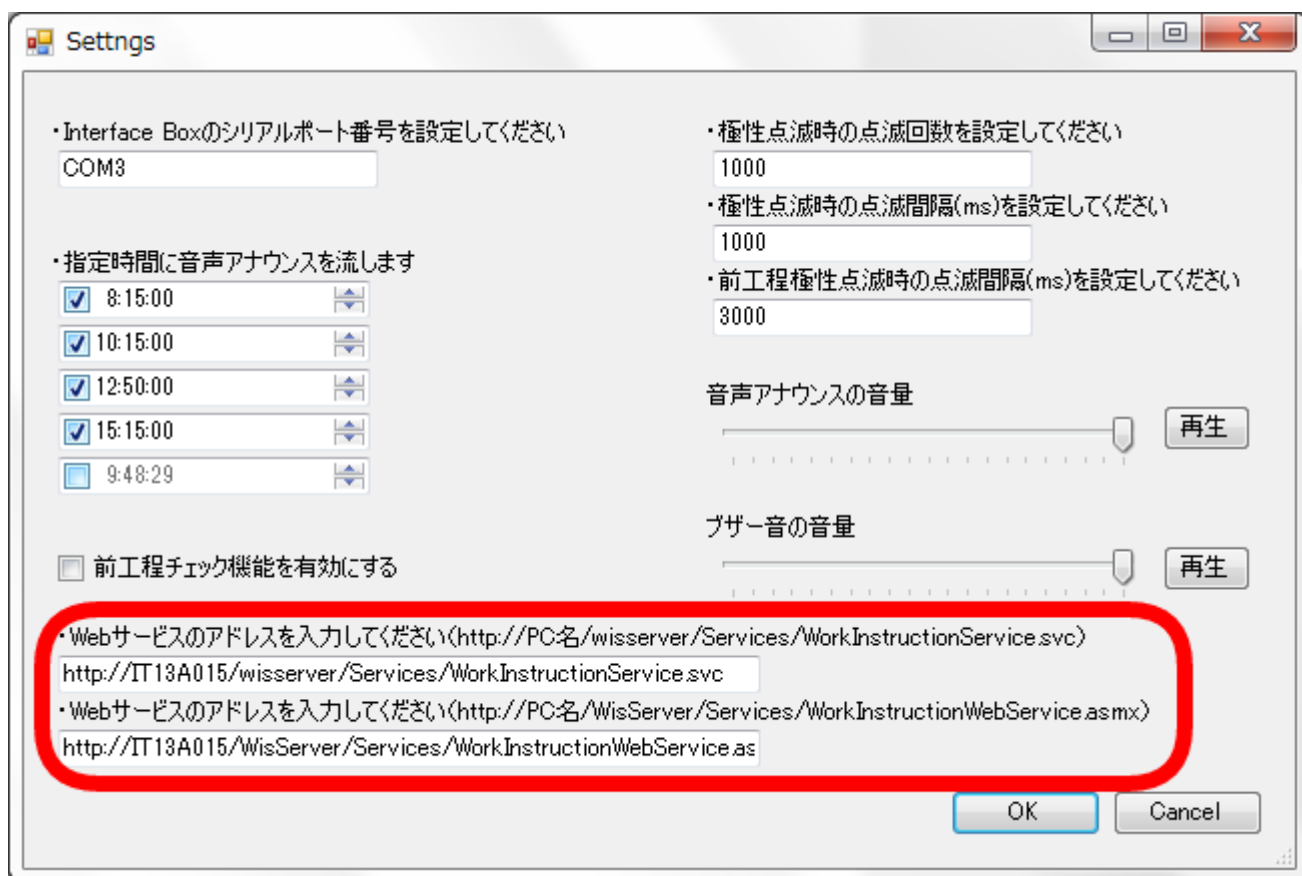 Settngs
・Interface Boxのシリアルポート番号を設定してください
COM3
・指定時間に音声アナウンスを流します
8:15:00
10:15:00
12:50:00
15:15:00
9:48:29
前工程チェック機能を有効にする
・極性点滅時の点滅回数を設定してください
1000
・極性点滅時の点滅間隔(ms)を設定してください
1000
・前工程極性点滅時の点滅間隔(ms)を設定してください
3000
音声アナウンスの音量
再生
ブザー音の音量
再生
・Webサービスのアドレスを入力してください(http://PC名/wisserver/Services/WorkInstructionService.svc)
http://IT13A015/wisserver/Services/WorkInstructionService.svc
・Webサービスのアドレスを入力してください(http://PC名/WisServer/Services/WorkInstructionWebService.asmx)
http://IT13A015/WisServer/Services/WorkInstructionWebService.as
OK
Cancel